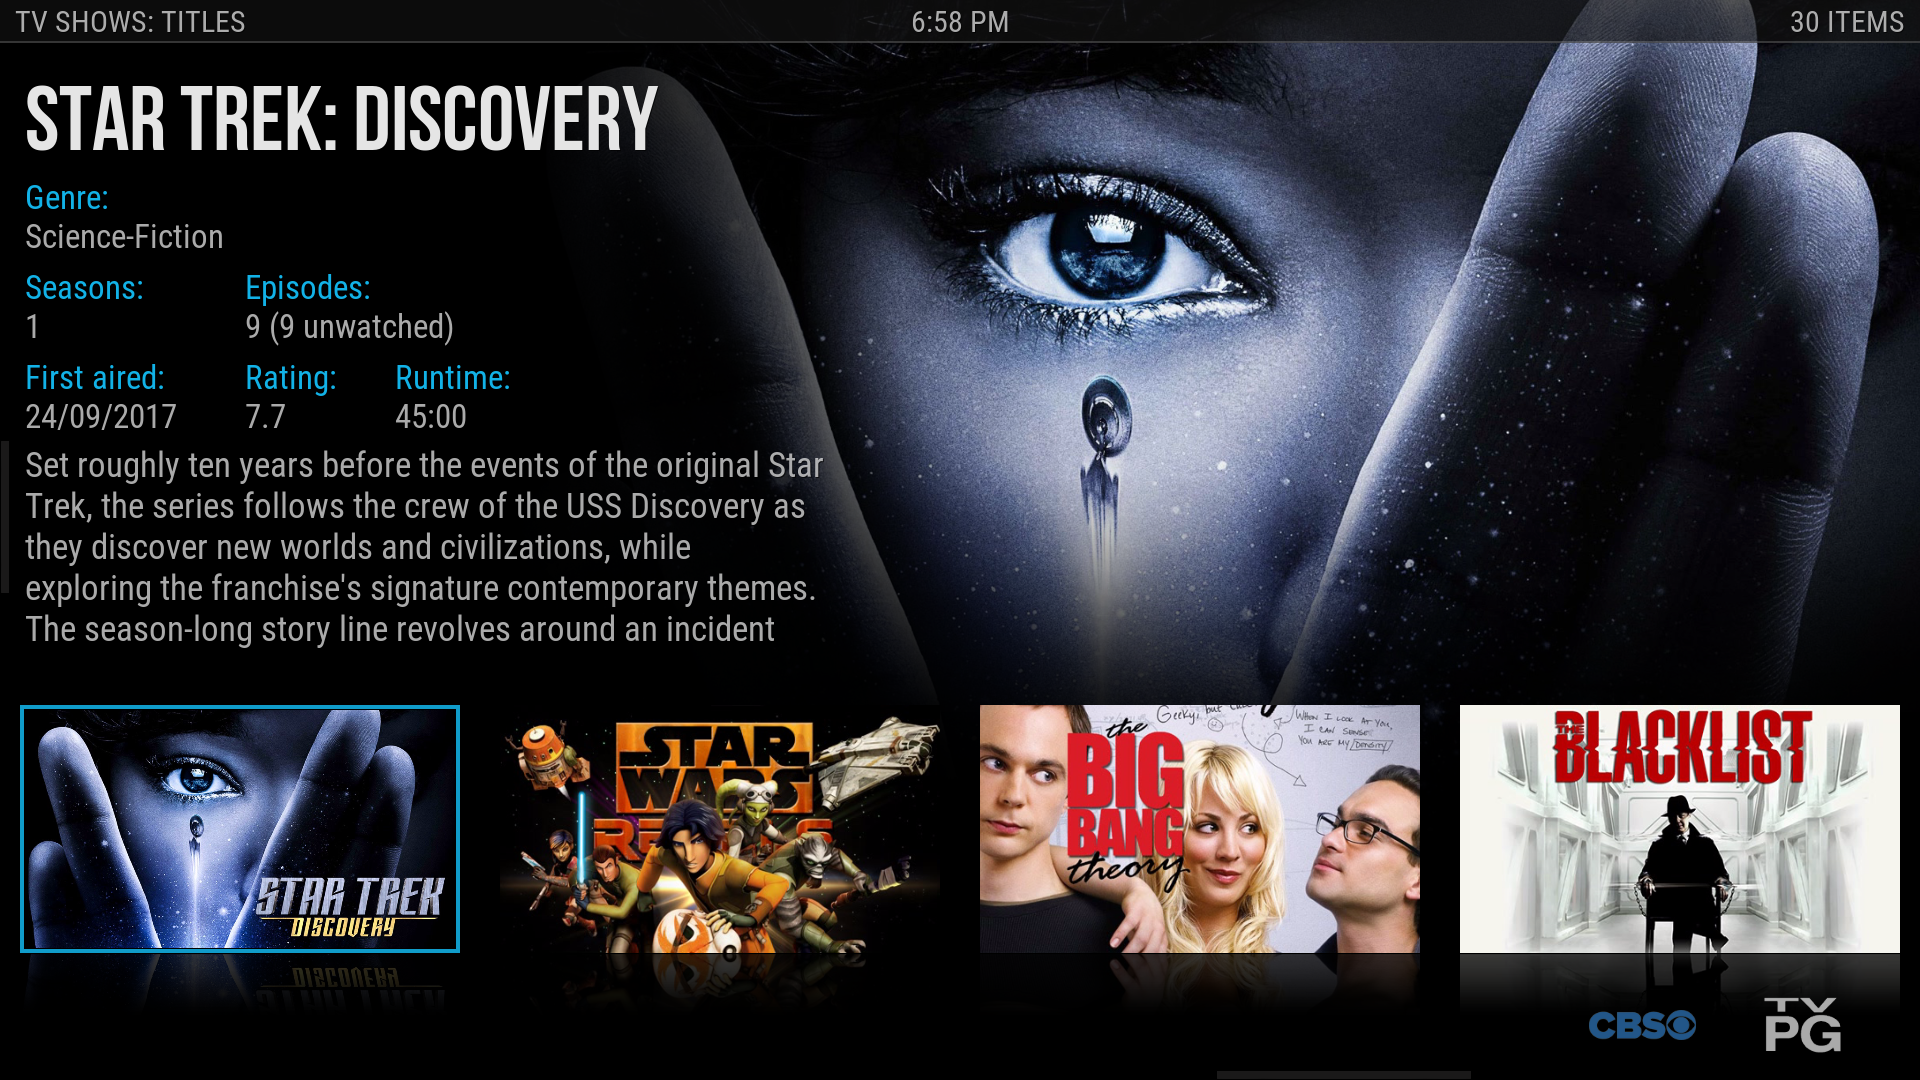 TV SHOWS: TITLES
6:58 PM
30 ITEMS
STAR TREK: DISCOVERY
Genre:
Science-Fiction
Seasons:
Episodes:
1
9 (9 unwatched)
First aired:
Rating:
Runtime:
24/09/2017
7.7
45:00
Set roughly ten years before the events of the original Star
Trek, the series follows the crew of the USS Discovery as
they discover new worlds and civilizations, while
exploring the franchise's signature contemporary themes.
The season-long story line revolves around an incident
STAR TREK
DISCOVERY
STAR
WARS
REBELS
the
BIG
BANG
theory
Geeky, but
WHEN I LOOK AT YOU,
I CAN SENSE
YOU ARE MY DENSITY
THE
BLACKLIST
CBS
TV
PG